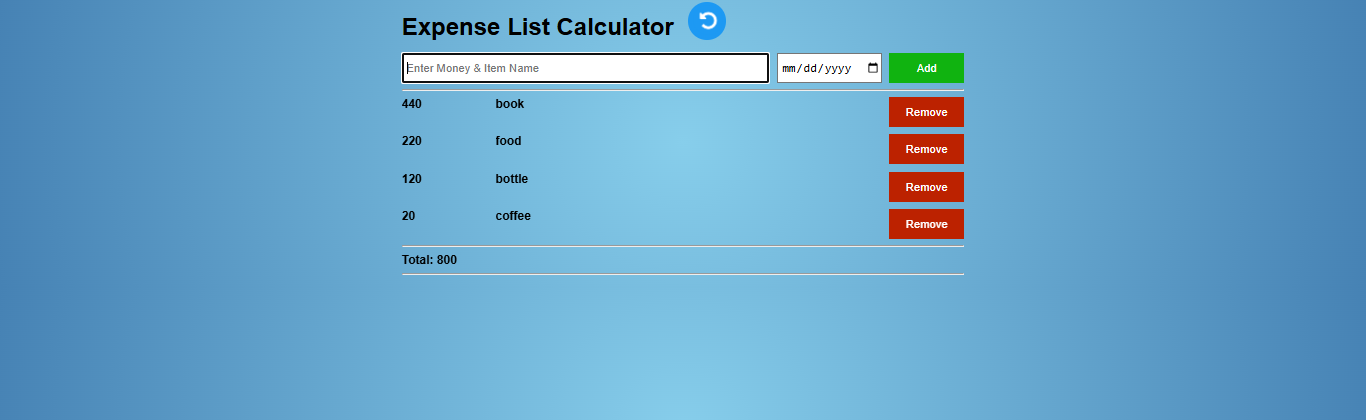 Expense List Calculator
Enter Money & Item Name mm/dd/yyyy Add
440 book Remove
220 food Remove
120 bottle Remove
20 coffee Remove
Total: 800